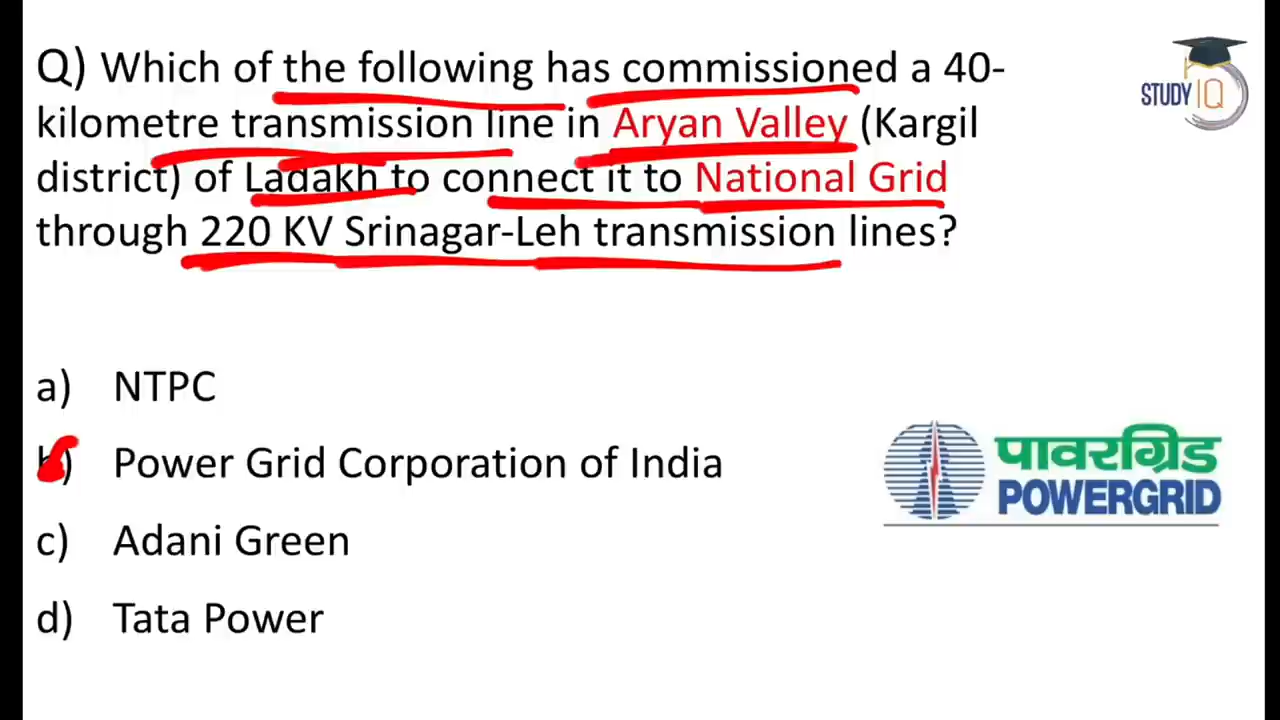 Q) Which of the following has commissioned a 40-
kilometre transmission line in Aryan Valley (Kargil
district) of Ladakh to connect it to National Grid
through 220 KV Srinagar-Leh transmission lines?
STUDY IQ
a) NTPC
b) Power Grid Corporation of India
c) Adani Green
d) Tata Power
पावरग्रिड
POWERGRID